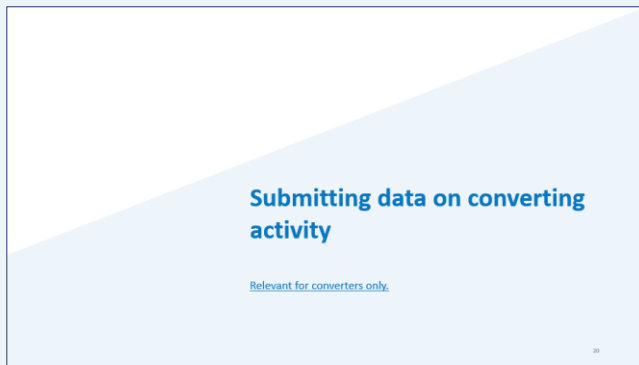 Submitting data on converting
activity
Relevant for converters only.